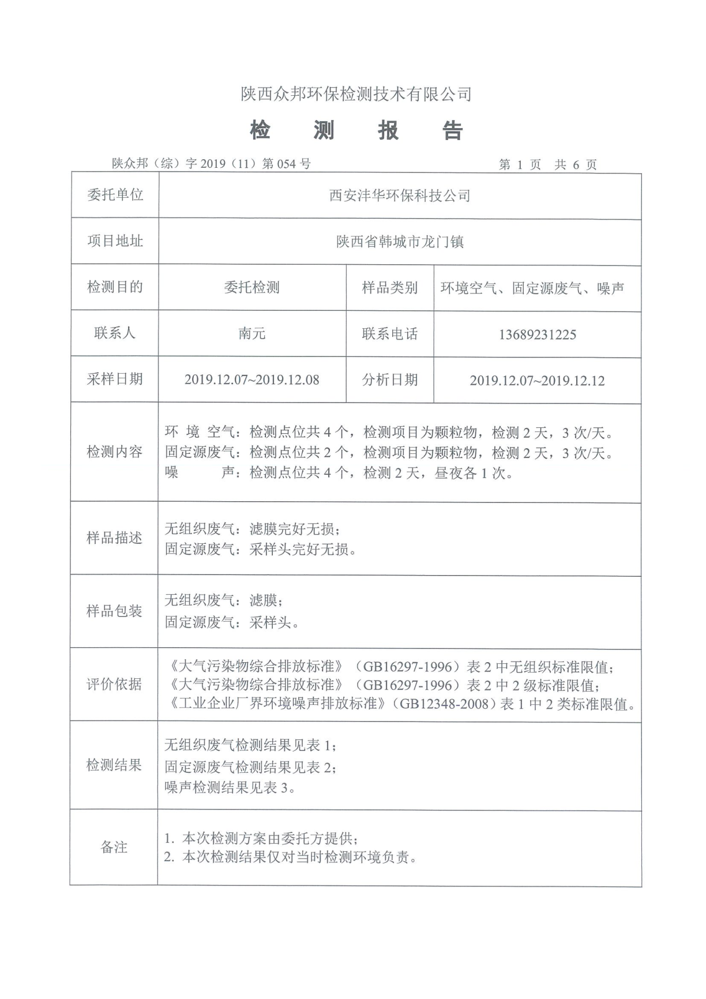 陕西众邦环保检测技术有限公司
检 测 报 告
陕众邦（综）字 2019（11）第 054 号 第 1 页 共 6 页
委托单位 西安沣华环保科技公司
项目地址 陕西省韩城市龙门镇
检测目的 委托检测 样品类别 环境空气、固定源废气、噪声
联系人 南元 联系电话 13689231225
采样日期 2019.12.07~2019.12.08 分析日期 2019.12.07~2019.12.12
检测内容
环 境 空气：检测点位共 4 个，检测项目为颗粒物，检测 2 天，3 次/天。
固定源废气：检测点位共 2 个，检测项目为颗粒物，检测 2 天，3 次/天。
噪 声：检测点位共 4 个，检测 2 天，昼夜各 1 次。
样品描述
无组织废气：滤膜完好无损；
固定源废气：采样头完好无损。
样品包装
无组织废气：滤膜；
固定源废气：采样头。
评价依据
《大气污染物综合排放标准》（GB16297-1996）表 2 中无组织标准限值；
《大气污染物综合排放标准》（GB16297-1996）表 2 中 2 级标准限值；
《工业企业厂界环境噪声排放标准》（GB12348-2008）表 1 中 2 类标准限值。
检测结果
无组织废气检测结果见表 1；
固定源废气检测结果见表 2；
噪声检测结果见表 3。
备注
1. 本次检测方案由委托方提供；
2. 本次检测结果仅对当时检测环境负责。